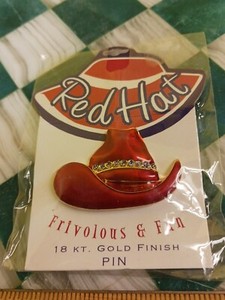 Red Hat
Frivolous & Fun
18 KT. GOLD FINISH
PIN